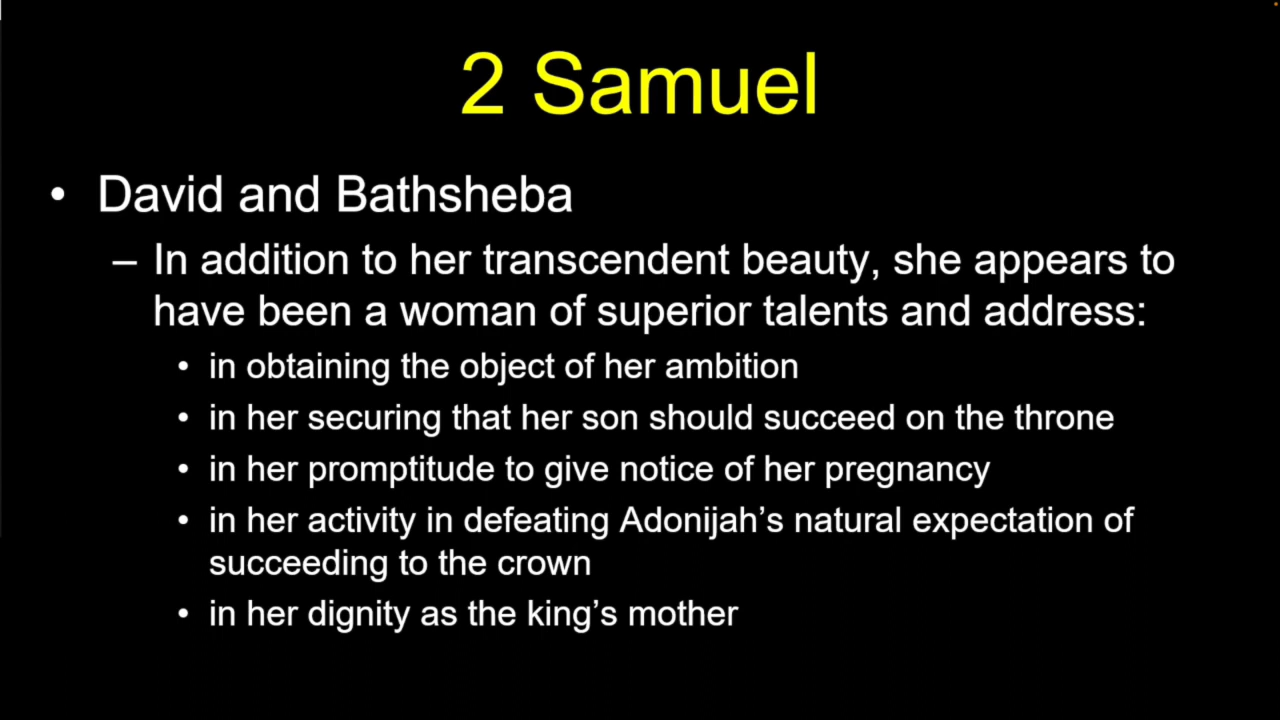 2 Samuel
• David and Bathsheba
– In addition to her transcendent beauty, she appears to
have been a woman of superior talents and address:
• in obtaining the object of her ambition
• in her securing that her son should succeed on the throne
• in her promptitude to give notice of her pregnancy
• in her activity in defeating Adonijah’s natural expectation of
succeeding to the crown
• in her dignity as the king’s mother